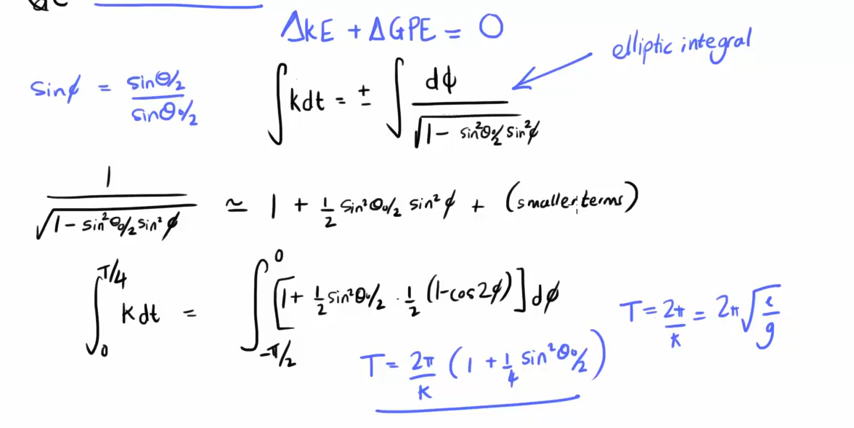 ΔKE + ΔGPE = 0
elliptic integral
sinϕ = (sinθ/2)/(sinθ₀/2)
∫kdt = ± ∫ dϕ/√(1 - sin²θ₀/2 sin²ϕ)
1/√(1 - sin²θ₀/2 sin²ϕ) ≃ 1 + ½ sin²θ₀/2 sin²ϕ + (smaller terms)
∫₀^(T/4) kdt = ∫_(-π/2)^0 [1 + ½ sin²θ₀/2 · ½ (1-cos2ϕ)] dϕ
T = 2π/k = 2π√(ℓ/g)
T = 2π/k (1 + ¼ sin²θ₀/2)